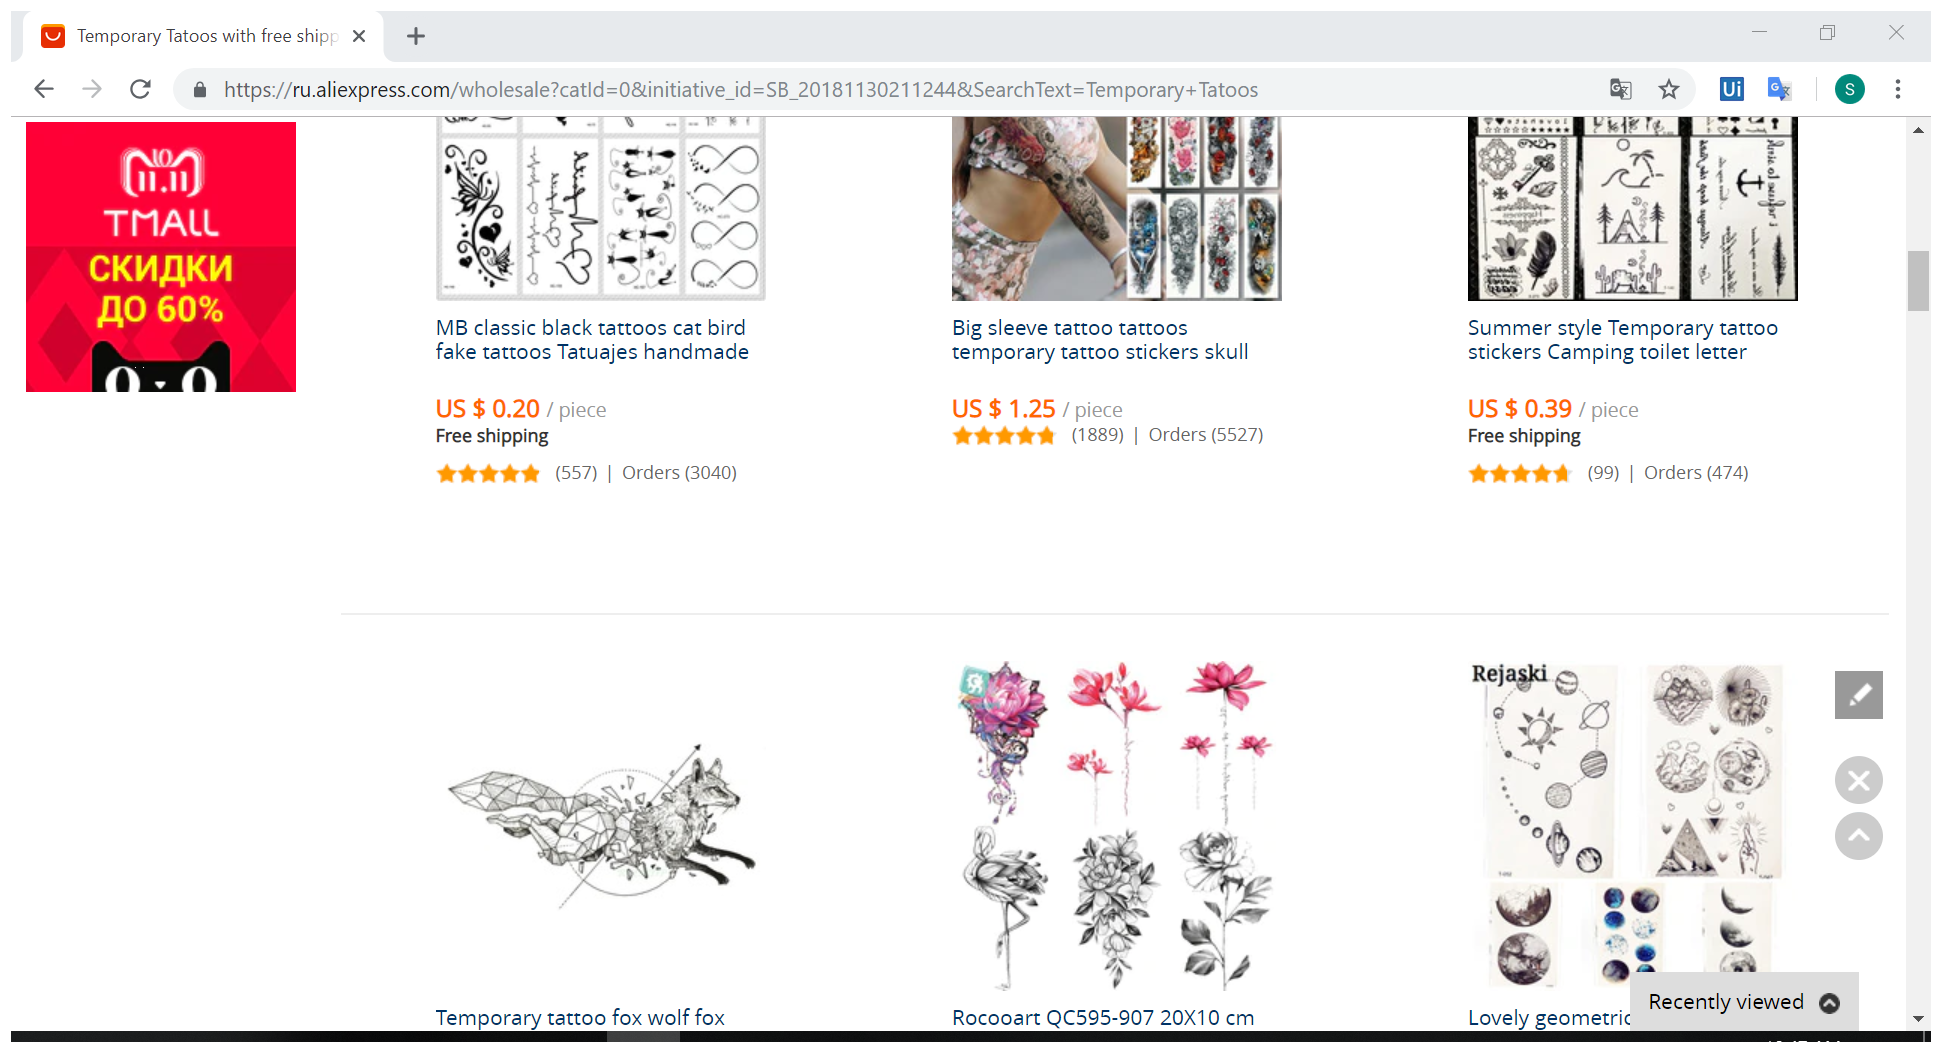 Temporary Tatoos with free shipp
https://ru.aliexpress.com/wholesale?catId=0&initiative_id=SB_20181130211244&SearchText=Temporary+Tatoos
Ui
S
11.11
TMALL
СКИДКИ
ДО 60%
MB classic black tattoos cat bird
fake tattoos Tatuajes handmade
US $ 0.20 / piece
Free shipping
(557) | Orders (3040)
Big sleeve tattoo tattoos
temporary tattoo stickers skull
US $ 1.25 / piece
(1889) | Orders (5527)
Summer style Temporary tattoo
stickers Camping toilet letter
US $ 0.39 / piece
Free shipping
(99) | Orders (474)
Rejaski
Temporary tattoo fox wolf fox
Rocooart QC595-907 20X10 cm
Lovely geometric
Recently viewed